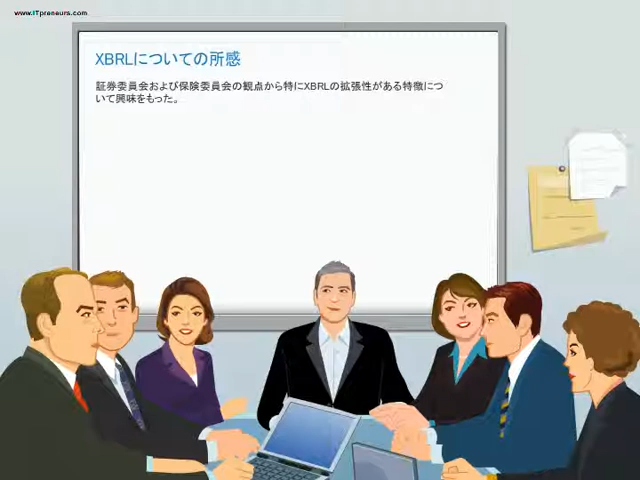 www.ITpreneurs.com
XBRLについての所感
証券委員会および保険委員会の観点から特にXBRLの拡張性がある特徴につ
いて興味をもった。